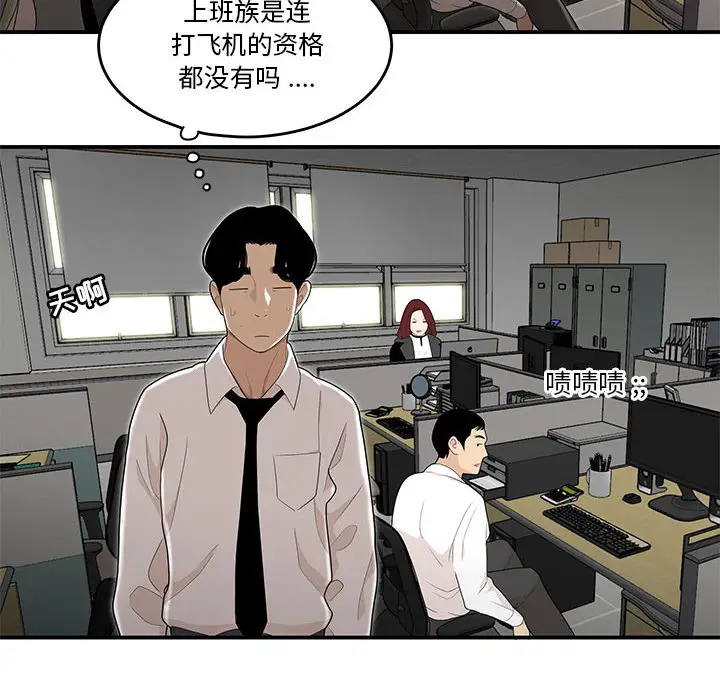 上班族是连
打飞机的资格
都没有吗 ....
天啊
啧啧啧 ;;